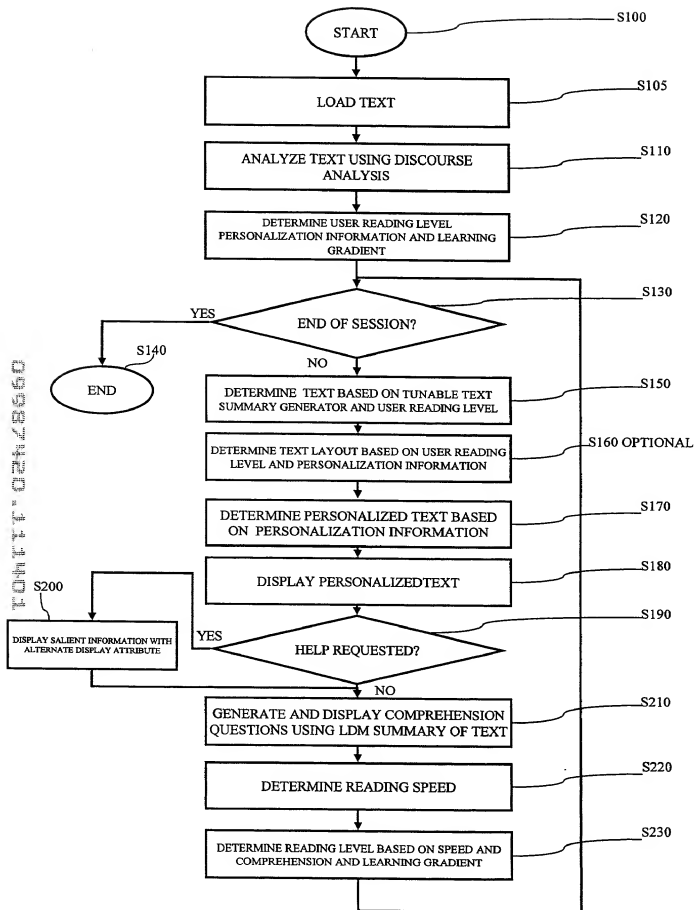 START
S100
LOAD TEXT
S105
ANALYZE TEXT USING DISCOURSE
ANALYSIS
S110
DETERMINE USER READING LEVEL
PERSONALIZATION INFORMATION AND LEARNING
GRADIENT
S120
END OF SESSION?
S130
YES
NO
S140
END
DETERMINE TEXT BASED ON TUNABLE TEXT
SUMMARY GENERATOR AND USER READING LEVEL
S150
DETERMINE TEXT LAYOUT BASED ON USER READING
LEVEL AND PERSONALIZATION INFORMATION
S160 OPTIONAL
DETERMINE PERSONALIZED TEXT BASED
ON PERSONALIZATION INFORMATION
S170
DISPLAY PERSONALIZEDTEXT
S180
HELP REQUESTED?
S190
YES
NO
S200
DISPLAY SALIENT INFORMATION WITH
ALTERNATE DISPLAY ATTRIBUTE
GENERATE AND DISPLAY COMPREHENSION
QUESTIONS USING LDM SUMMARY OF TEXT
S210
DETERMINE READING SPEED
S220
DETERMINE READING LEVEL BASED ON SPEED AND
COMPREHENSION AND LEARNING GRADIENT
S230